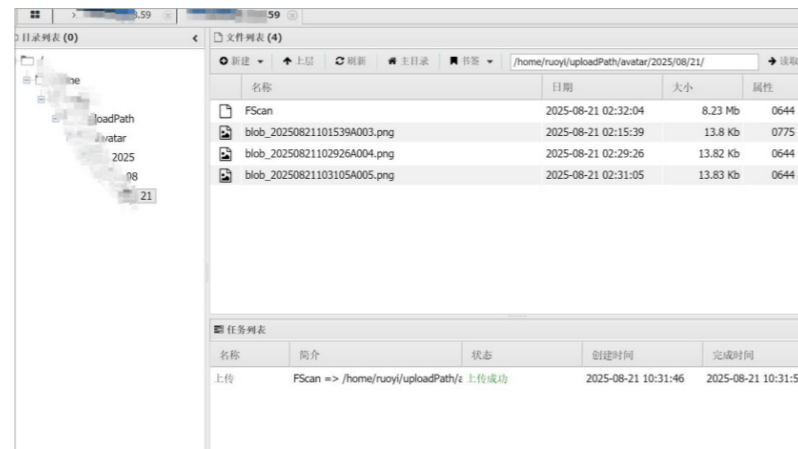 59
59
目录列表 (0)
文件列表 (4)
新建
上层
刷新
主目录
书签
/home/ruoyi/uploadPath/avatar/2025/08/21/
读取
名称 日期 大小 属性
FScan 2025-08-21 02:32:04 8.23 Mb 0644
blob_20250821101539A003.png 2025-08-21 02:15:39 13.8 Kb 0775
blob_20250821102926A004.png 2025-08-21 02:29:26 13.82 Kb 0644
blob_20250821103105A005.png 2025-08-21 02:31:05 13.83 Kb 0644
/
me
loadPath
vatar
2025
08
21
任务列表
名称 简介 状态 创建时间 完成时间
上传 FScan => /home/ruoyi/uploadPath/ 上传成功 2025-08-21 10:31:46 2025-08-21 10:31:5